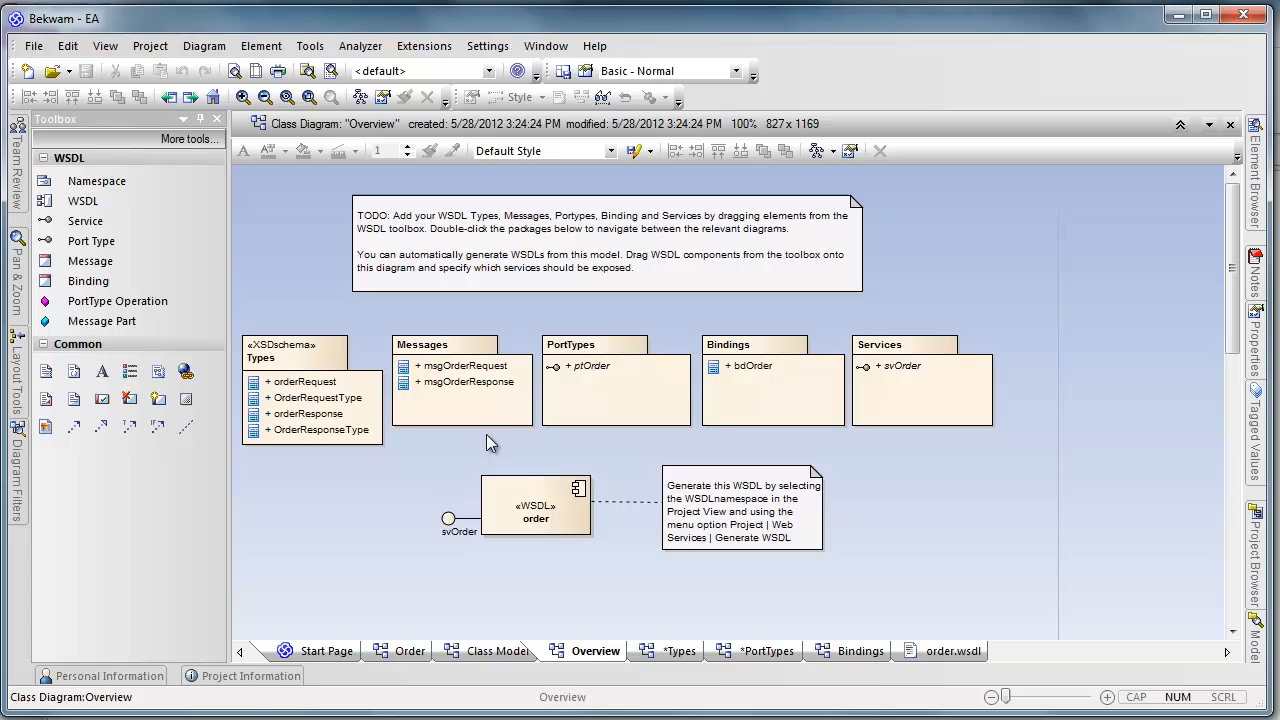 Bekwam - EA
File Edit View Project Diagram Element Tools Analyzer Extensions Settings Window Help
<default>
Basic - Normal
Style
Toolbox
More tools...
WSDL
Namespace
WSDL
Service
Port Type
Message
Binding
PortType Operation
Message Part
Common
Team Review
Pan & Zoom
Layout Tools
Diagram Filters
Class Diagram: "Overview" created: 5/28/2012 3:24:24 PM modified: 5/28/2012 3:24:24 PM 100% 827 x 1169
1
Default Style
TODO: Add your WSDL Types, Messages, Portypes, Binding and Services by dragging elements from the
WSDL toolbox. Double-click the packages below to navigate between the relevant diagrams.
You can automatically generate WSDLs from this model. Drag WSDL components from the toolbox onto
this diagram and specify which services should be exposed.
«XSDschema»
Types
+ orderRequest
+ OrderRequestType
+ orderResponse
+ OrderResponseType
Messages
+ msgOrderRequest
+ msgOrderResponse
PortTypes
+ ptOrder
Bindings
+ bdOrder
Services
+ svOrder
«WSDL»
order
svOrder
Generate this WSDL by selecting
the WSDLnamespace in the
Project View and using the
menu option Project | Web
Services | Generate WSDL
Element Browser
Notes
Properties
Tagged Values
Project Browser
Model
Start Page Order Class Model Overview *Types *PortTypes Bindings order.wsdl
Personal Information Project Information
Class Diagram:Overview
Overview
CAP NUM SCRL